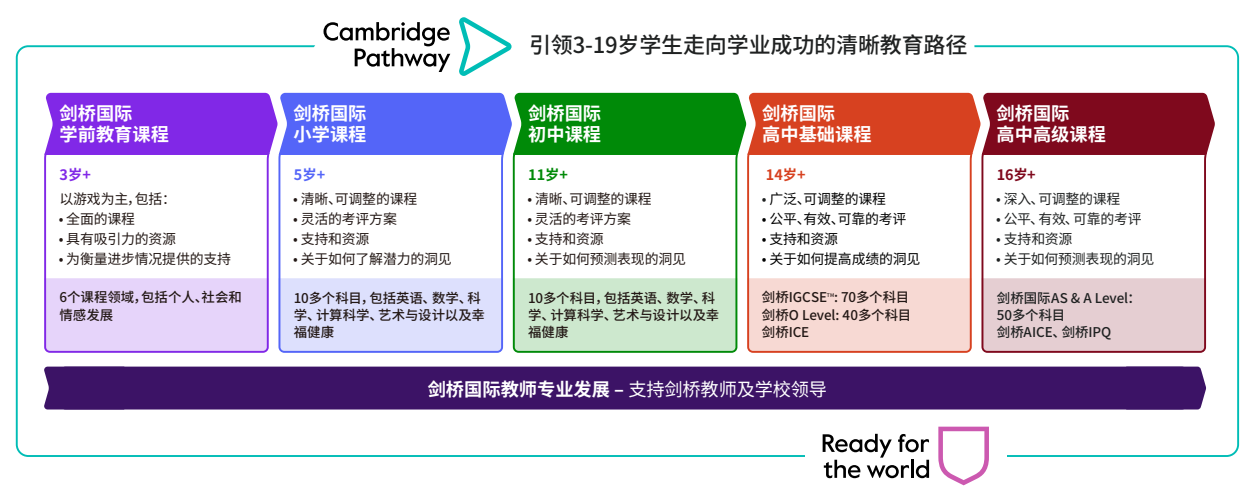 Cambridge
Pathway
引领3-19岁学生走向学业成功的清晰教育路径
剑桥国际
学前教育课程
3岁+
以游戏为主，包括：
• 全面的课程
• 具有吸引力的资源
• 为衡量进步情况提供的支持
6个课程领域，包括个人、社会和
情感发展
剑桥国际
小学课程
5岁+
• 清晰、可调整的课程
• 灵活的考评方案
• 支持和资源
• 关于如何了解潜力的洞见
10多个科目，包括英语、数学、科
学、计算科学、艺术与设计以及幸
福健康
剑桥国际
初中课程
11岁+
• 清晰、可调整的课程
• 灵活的考评方案
• 支持和资源
• 关于如何预测表现的洞见
10多个科目，包括英语、数学、科
学、计算科学、艺术与设计以及幸
福健康
剑桥国际
高中基础课程
14岁+
• 广泛、可调整的课程
• 公平、有效、可靠的考评
• 支持和资源
• 关于如何提高成绩的洞见
剑桥IGCSE™: 70多个科目
剑桥O Level: 40多个科目
剑桥ICE
剑桥国际
高中高级课程
16岁+
• 深入、可调整的课程
• 公平、有效、可靠的考评
• 支持和资源
• 关于如何预测表现的洞见
剑桥国际AS & A Level：
50多个科目
剑桥AICE、剑桥IPQ
剑桥国际教师专业发展 – 支持剑桥教师及学校领导
Ready for
the world